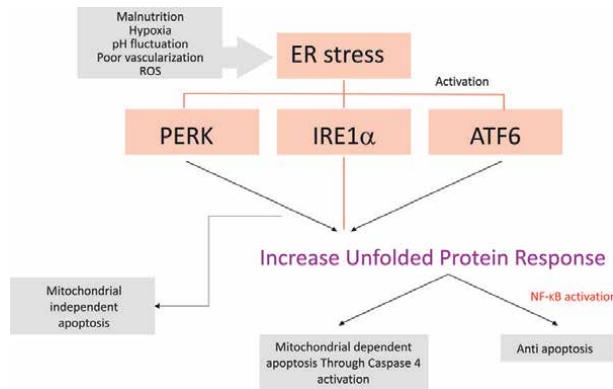 Malnutrition
Hypoxia
pH fluctuation
Poor vascularization
ROS
ER stress
Activation
PERK
IRE1α
ATF6
Increase Unfolded Protein Response
Mitochondrial
independent
apoptosis
NF-κB activation
Mitochondrial dependent
apoptosis Through Caspase 4
activation
Anti apoptosis